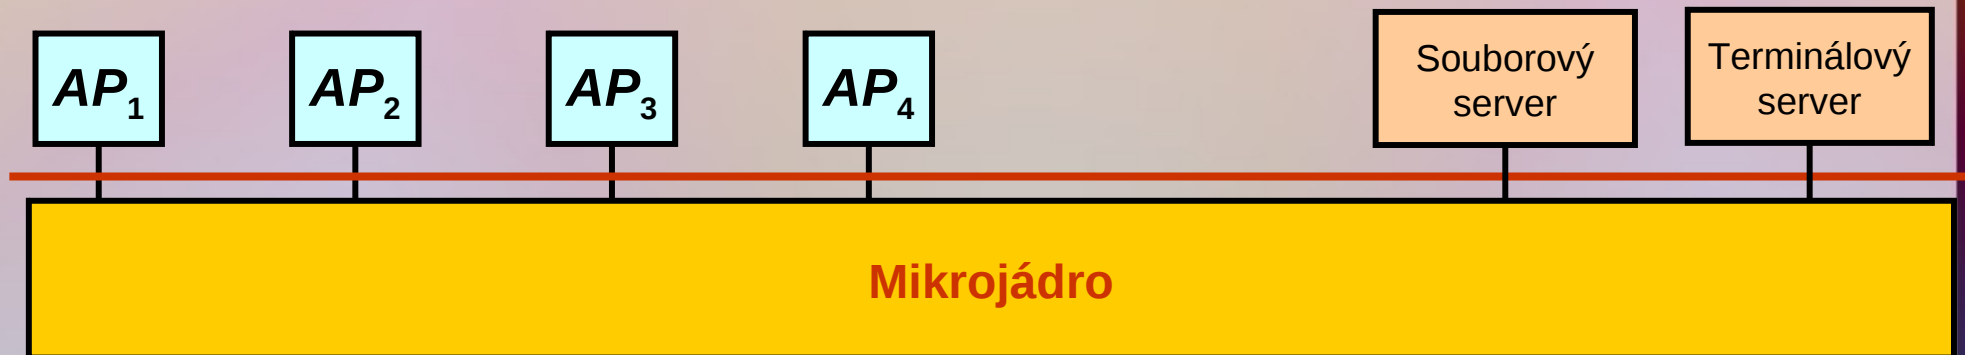 AP1
AP2
AP3
AP4
Souborový
server
Terminálový
server
Mikrojádro